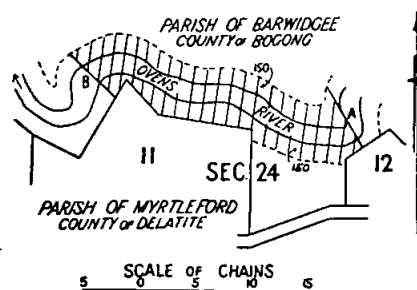 PARISH OF BARWIDGEE
COUNTY OF BOGONG
150
B
OVENS
RIVER
A
11
SEC. 24
150
12
PARISH OF MYRTLEFORD
COUNTY OF DELATITE
SCALE OF CHAINS
5 0 5 10 15